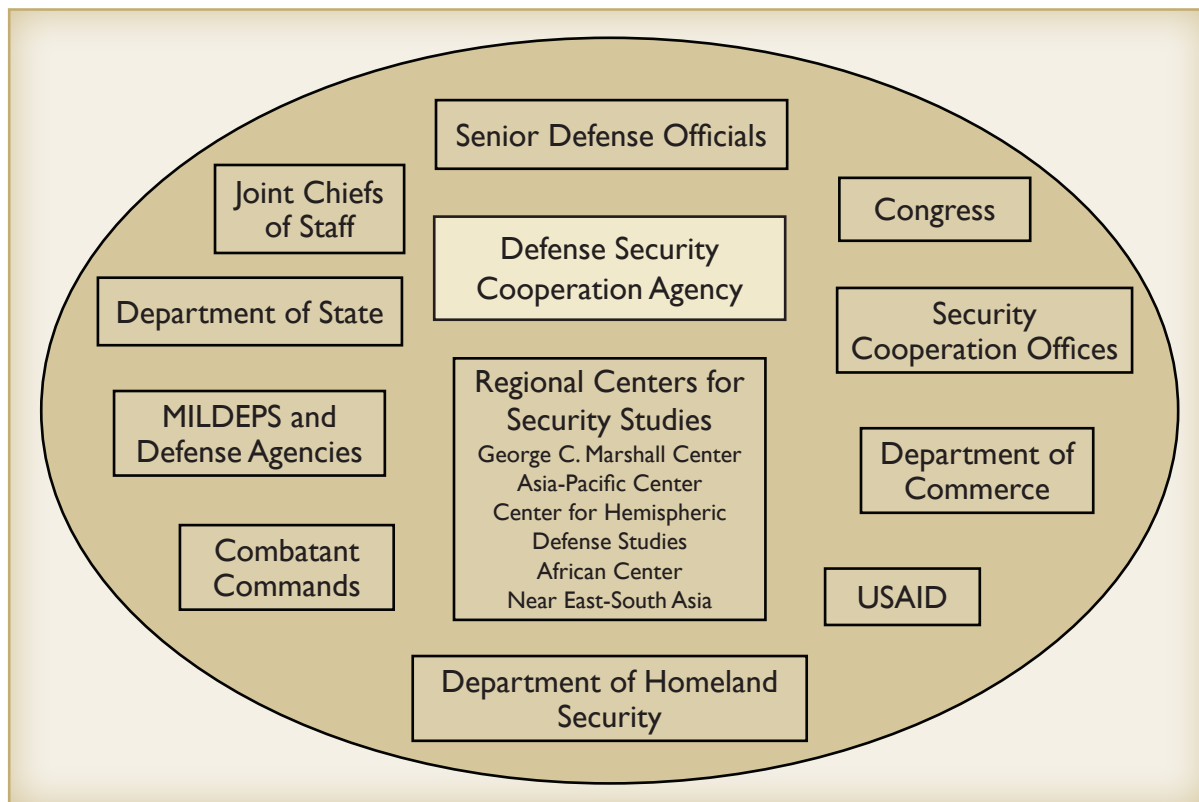 Senior Defense Officials
Joint Chiefs
of Staff
Congress
Defense Security
Cooperation Agency
Department of State
Security
Cooperation Offices
Regional Centers for
Security Studies
George C. Marshall Center
Asia-Pacific Center
Center for Hemispheric
Defense Studies
African Center
Near East-South Asia
MILDEPS and
Defense Agencies
Department of
Commerce
Combatant
Commands
USAID
Department of Homeland
Security